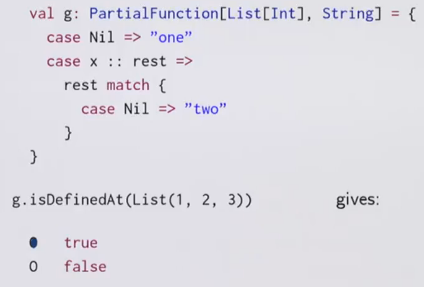 val g: PartialFunction[List[Int], String] = {
case Nil => ”one”
case x :: rest =>
rest match {
case Nil => ”two”
}
}
g.isDefinedAt(List(1, 2, 3)) gives:
true
O false